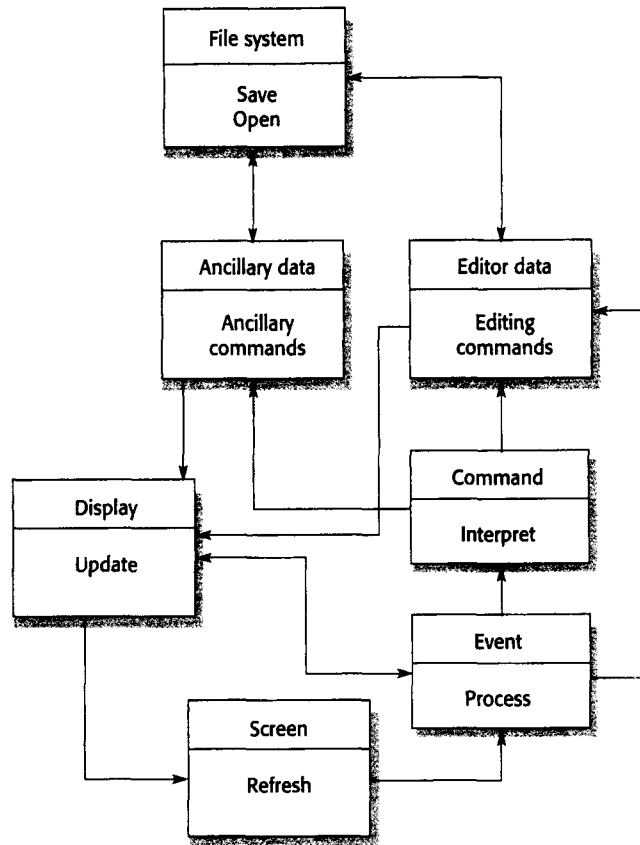 File system
Save
Open
Ancillary data
Ancillary
commands
Editor data
Editing
commands
Command
Interpret
Display
Update
Event
Process
Screen
Refresh